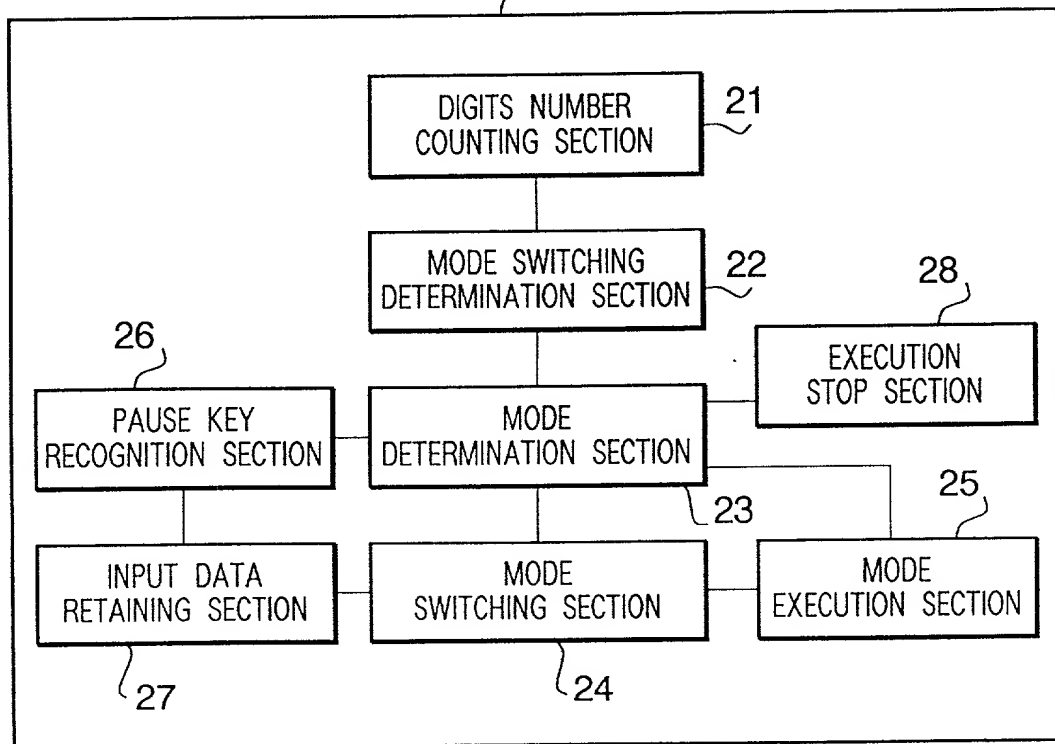 DIGITS NUMBER
COUNTING SECTION
21
MODE SWITCHING
DETERMINATION SECTION
22
28
EXECUTION
STOP SECTION
26
PAUSE KEY
RECOGNITION SECTION
MODE
DETERMINATION SECTION
23
25
INPUT DATA
RETAINING SECTION
MODE
SWITCHING SECTION
MODE
EXECUTION SECTION
27
24